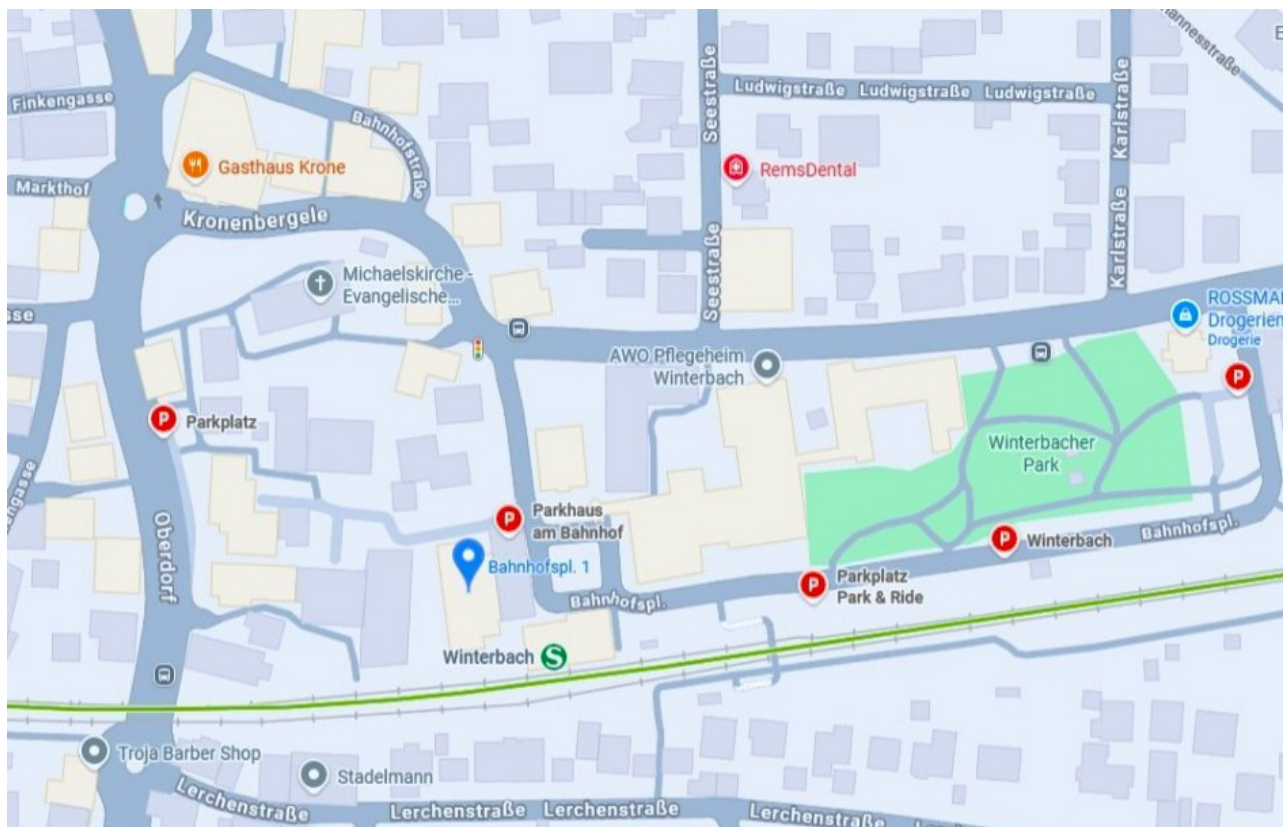 Finkengasse
Markthof
Gasthaus Krone
Bahnhofstraße
Kronenbergele
Michaelskirche -
Evangelische...
Seestraße
Seestraße
Ludwigstraße
Ludwigstraße
Ludwigstraße
Karlstraße
Karlstraße
Karlstraße
RemsDental
ROSSMA
Drogerien
Drogerie
AWO Pflegeheim
Winterbach
Winterbacher
Park
P
Parkplatz
P
Parkhaus
am Bahnhof
Bahnhofspl. 1
Bahnhofspl.
P
Parkplatz
Park & Ride
P
Winterbach
Bahnhofspl.
P
Oberdorf
Winterbach
S
Troja Barber Shop
Stadelmann
Lerchenstraße
Lerchenstraße
Lerchenstraße
Lerchenstraße